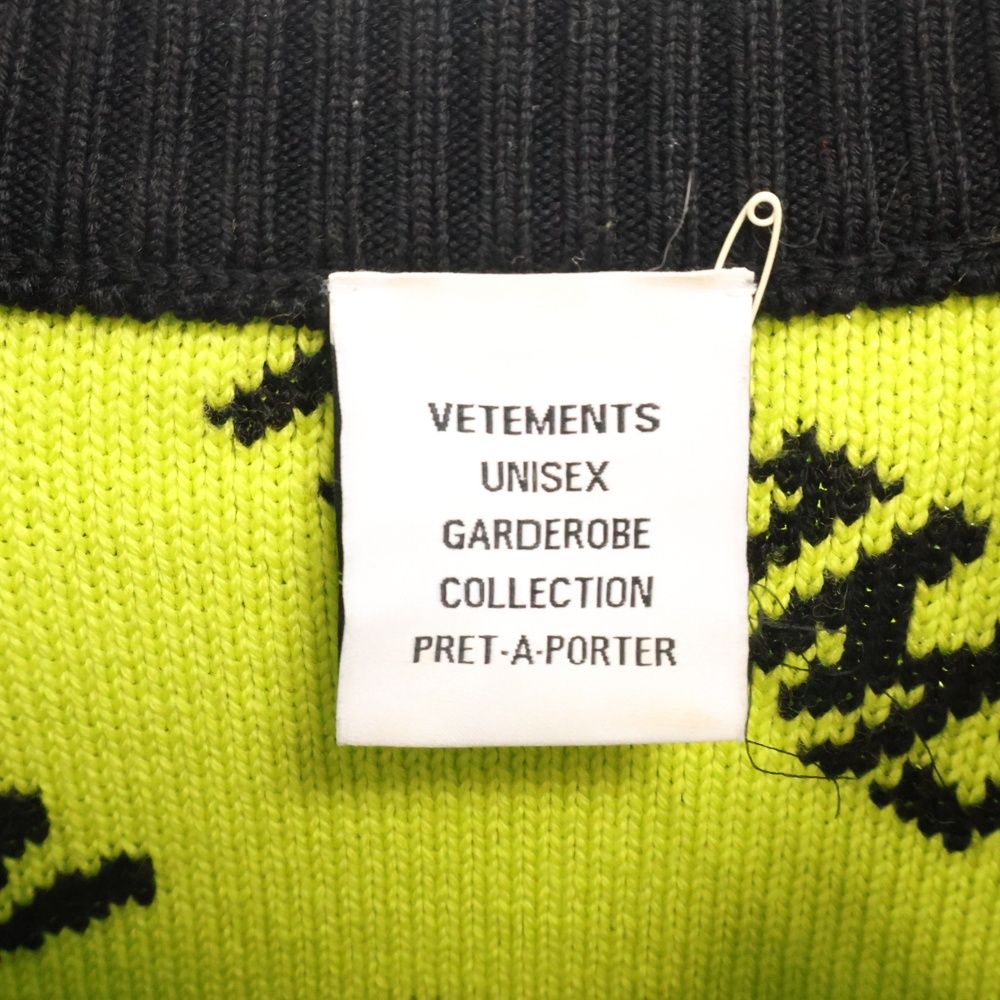 VETEMENTS
UNISEX
GARDEROBE
COLLECTION
PRET-A-PORTER